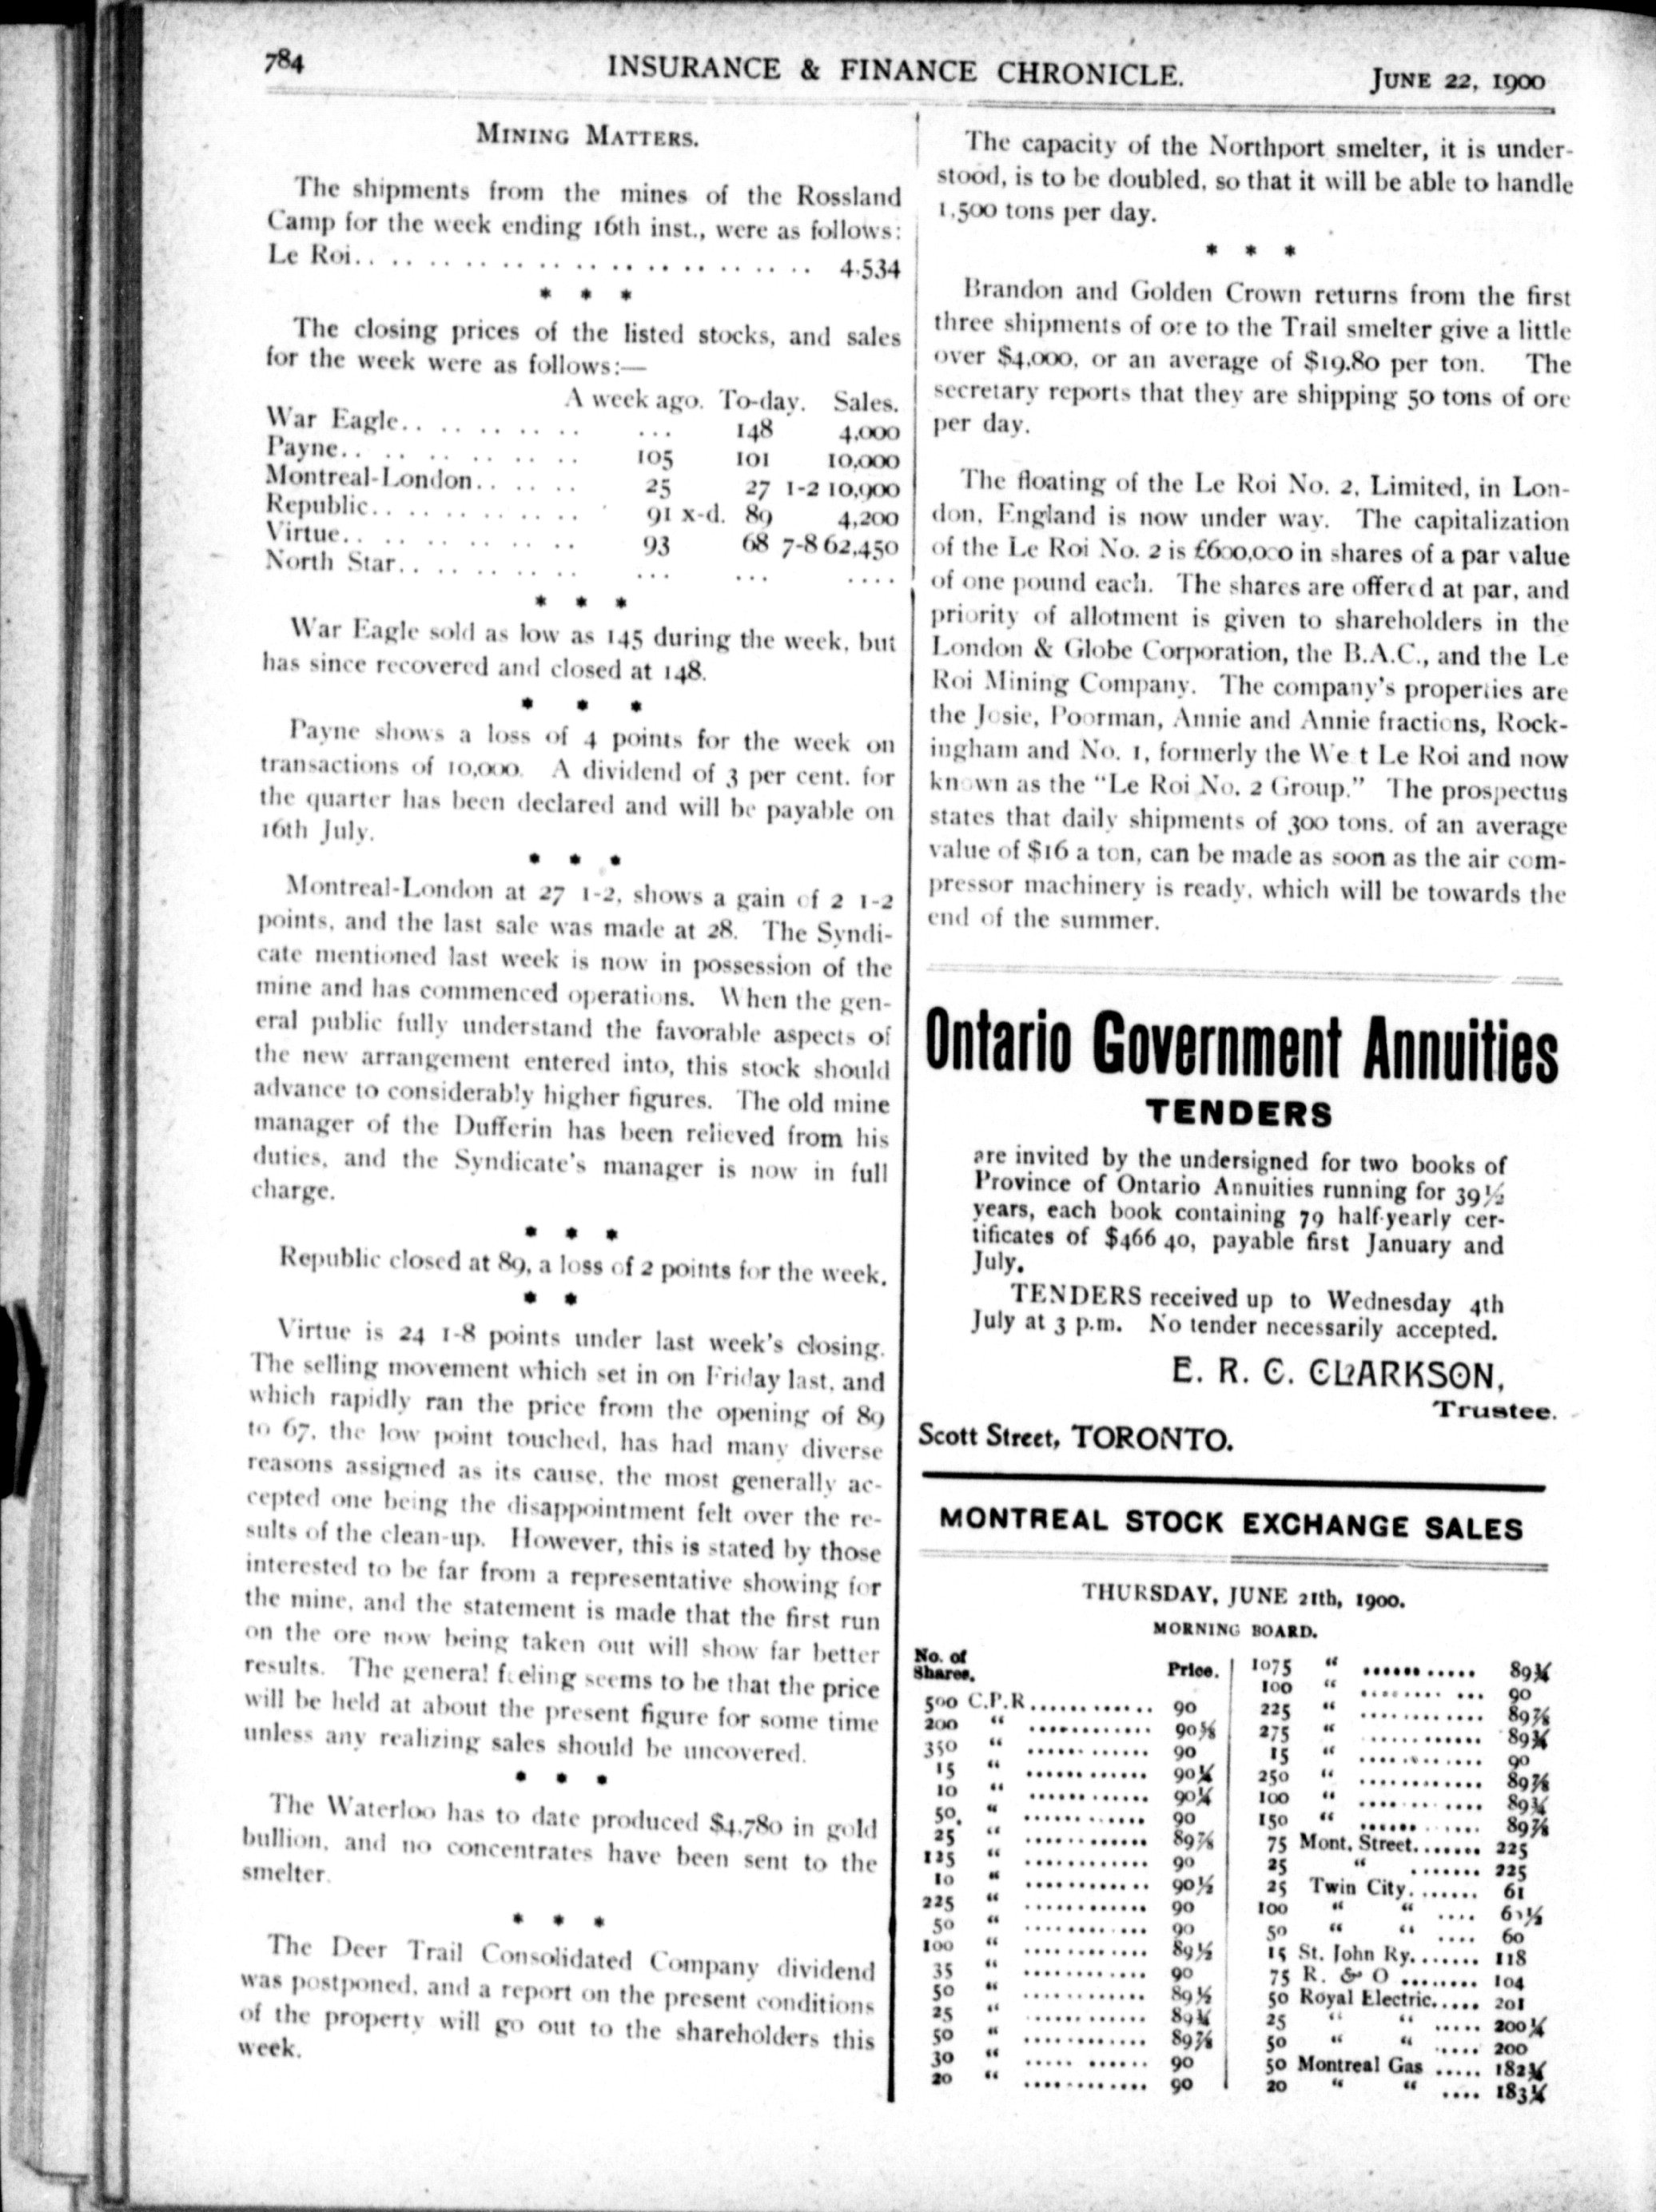 784
INSURANCE & FINANCE CHRONICLE.
JUNE 22, 1900
MINING MATTERS.
The shipments from the mines of the Rossland
Camp for the week ending 16th inst., were as follows:
Le Roi.. .. .. .. .. .. .. .. .. .. .. .. .. 4,534
* * *
The closing prices of the listed stocks, and sales
for the week were as follows:—
A week ago. To-day. Sales.
War Eagle.. .. .. .. .. .. ... 148 4,000
Payne.. .. .. .. .. .. .. 105 101 10,000
Montreal-London.. .. .. .. 25 27 1-2 10,900
Republic.. .. .. .. .. .. .. 91 x-d. 89 4,200
Virtue.. .. .. .. .. .. .. 93 68 7-8 62,450
North Star.. .. .. .. .. .. ... ... ....
* * *
War Eagle sold as low as 145 during the week, but
has since recovered and closed at 148.
* * *
Payne shows a loss of 4 points for the week on
transactions of 10,000. A dividend of 3 per cent. for
the quarter has been declared and will be payable on
16th July.
* * *
Montreal-London at 27 1-2, shows a gain of 2 1-2
points, and the last sale was made at 28. The Syndi-
cate mentioned last week is now in possession of the
mine and has commenced operations. When the gen-
eral public fully understand the favorable aspects of
the new arrangement entered into, this stock should
advance to considerably higher figures. The old mine
manager of the Dufferin has been relieved from his
duties, and the Syndicate's manager is now in full
charge.
* * *
Republic closed at 89, a loss of 2 points for the week.
* *
Virtue is 24 1-8 points under last week's closing.
The selling movement which set in on Friday last, and
which rapidly ran the price from the opening of 89
to 67, the low point touched, has had many diverse
reasons assigned as its cause, the most generally ac-
cepted one being the disappointment felt over the re-
sults of the clean-up. However, this is stated by those
interested to be far from a representative showing for
the mine, and the statement is made that the first run
on the ore now being taken out will show far better
results. The general feeling seems to be that the price
will be held at about the present figure for some time
unless any realizing sales should be uncovered.
* * *
The Waterloo has to date produced $4,780 in gold
bullion, and no concentrates have been sent to the
smelter.
* * *
The Deer Trail Consolidated Company dividend
was postponed, and a report on the present conditions
of the property will go out to the shareholders this
week.
The capacity of the Northport smelter, it is under-
stood, is to be doubled, so that it will be able to handle
1,500 tons per day.
* * *
Brandon and Golden Crown returns from the first
three shipments of ore to the Trail smelter give a little
over $4,000, or an average of $19.80 per ton. The
secretary reports that they are shipping 50 tons of ore
per day.
The floating of the Le Roi No. 2, Limited, in Lon-
don, England is now under way. The capitalization
of the Le Roi No. 2 is £600,000 in shares of a par value
of one pound each. The shares are offered at par, and
priority of allotment is given to shareholders in the
London & Globe Corporation, the B.A.C., and the Le
Roi Mining Company. The company's properties are
the Josie, Poorman, Annie and Annie fractions, Rock-
ingham and No. 1, formerly the We t Le Roi and now
known as the "Le Roi No. 2 Group." The prospectus
states that daily shipments of 300 tons, of an average
value of $16 a ton, can be made as soon as the air com-
pressor machinery is ready, which will be towards the
end of the summer.
Ontario Government Annuities
TENDERS
are invited by the undersigned for two books of
Province of Ontario Annuities running for 39½
years, each book containing 79 half-yearly cer-
tificates of $466 40, payable first January and
July.
TENDERS received up to Wednesday 4th
July at 3 p.m. No tender necessarily accepted.
E. R. C. CLARKSON,
Trustee.
Scott Street, TORONTO.
MONTREAL STOCK EXCHANGE SALES
THURSDAY, JUNE 21th, 1900.
MORNING BOARD.
No. of
Shares. Price.
500 C.P.R............. 90
200 " ............ 90⅝
350 " ............ 90
15 " ............ 90¼
10 " ............ 90¼
50. " ............ 90
25 " ............ 89⅞
125 " ............ 90
10 " ............ 90½
225 " ............ 90
50 " ............ 90
100 " ............ 89½
35 " ............ 90
50 " ............ 89½
25 " ............ 89¾
50 " ............ 89⅞
30 " ..... ...... 90
20 " ............ 90
1075 " ........... 89¾
100 " ........ ... 90
225 " ............ 89⅞
275 " ............ 89¾
15 " ............ 90
250 " ............ 89⅞
100 " ............ 89¾
150 " ............ 89⅞
75 Mont. Street........ 225
25 " ....... 225
25 Twin City........ 61
100 " " .... 6 ½
50 " " .... 60
15 St. John Ry....... 118
75 R. & O ........ 104
50 Royal Electric..... 201
25 " " ..... 200¼
50 " " ..... 200
50 Montreal Gas ..... 182¾
20 " " .... 183¼